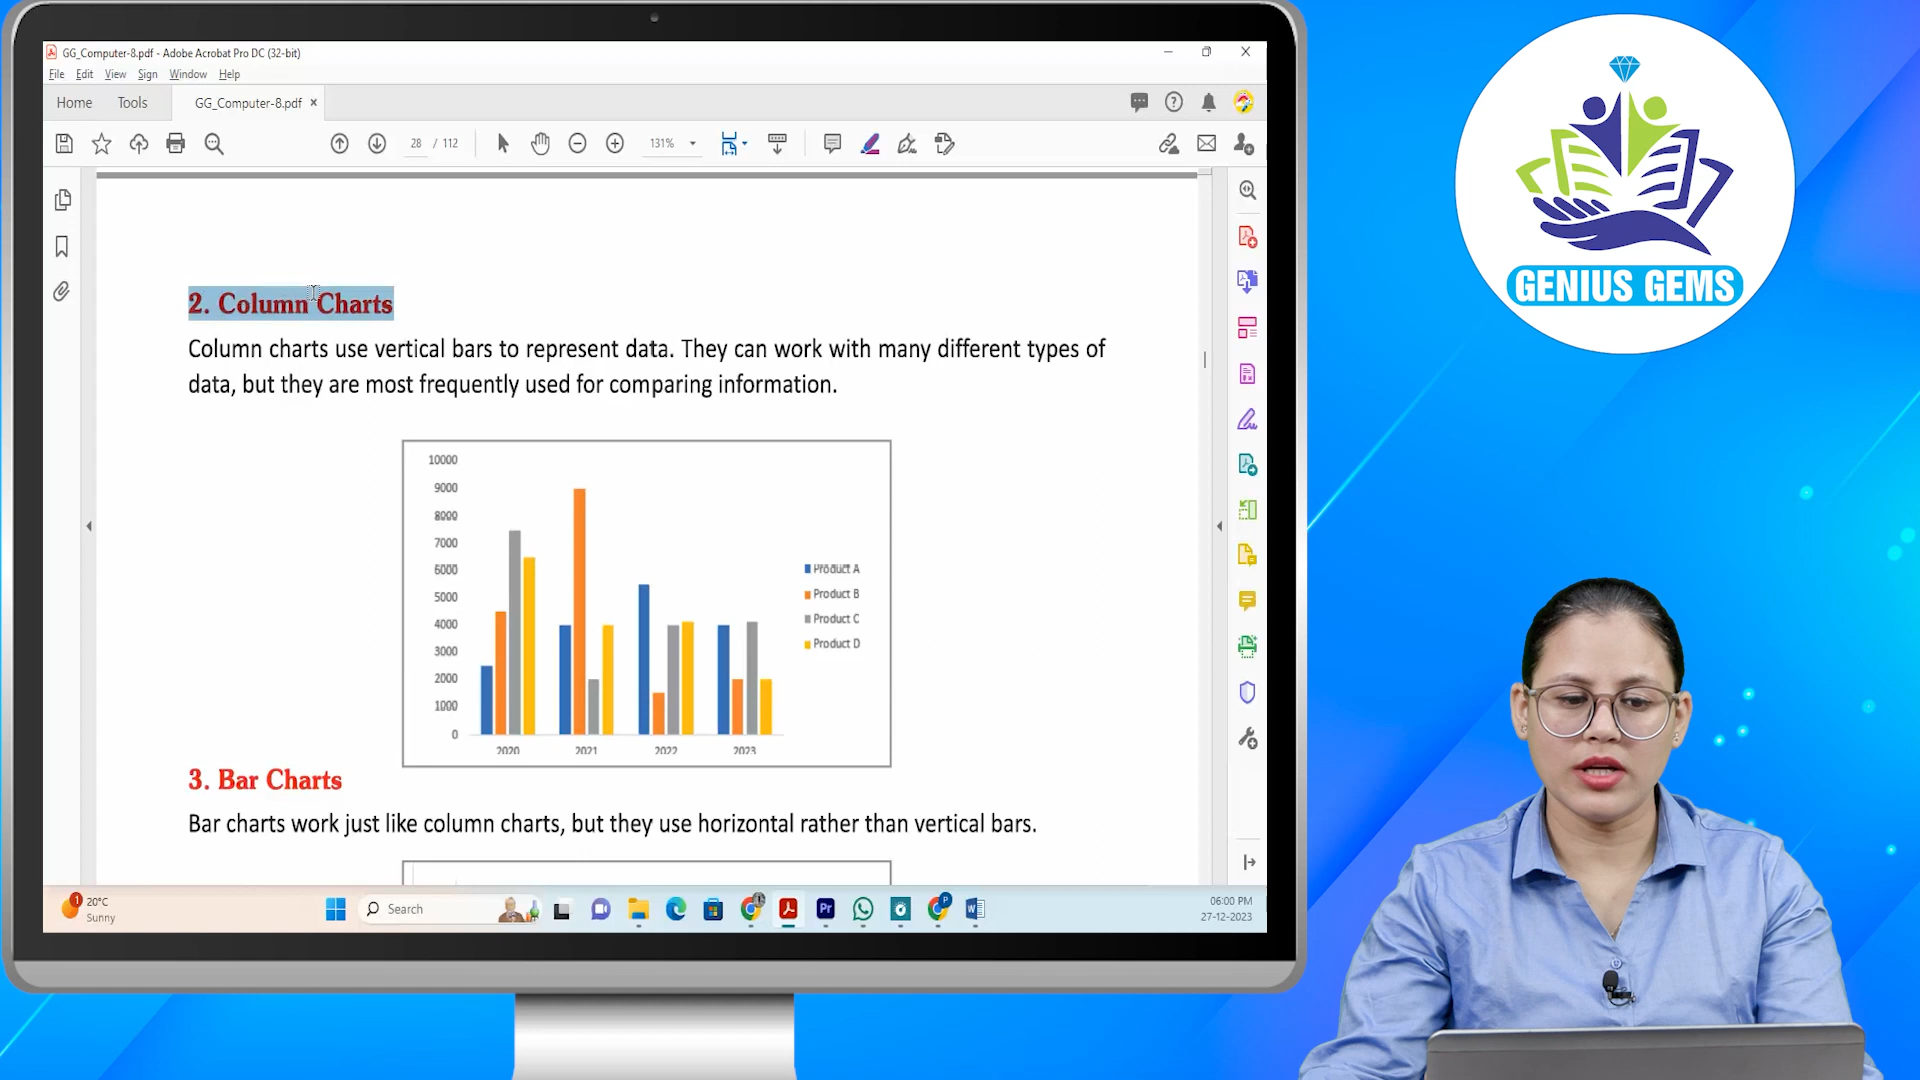 GG_Computer-8.pdf - Adobe Acrobat Pro DC (32-bit)
File Edit View Sign Window Help
Home Tools GG_Computer-8.pdf ×
28 / 112 131%
2. Column Charts
Column charts use vertical bars to represent data. They can work with many different types of
data, but they are most frequently used for comparing information.
10000
9000
8000
7000
6000
5000
4000
3000
2000
1000
0
2020 2021 2022 2023
Product A
Product B
Product C
Product D
3. Bar Charts
Bar charts work just like column charts, but they use horizontal rather than vertical bars.
1
20°C
Sunny
Search
Pr
P
06:00 PM
27-12-2023
GENIUS GEMS